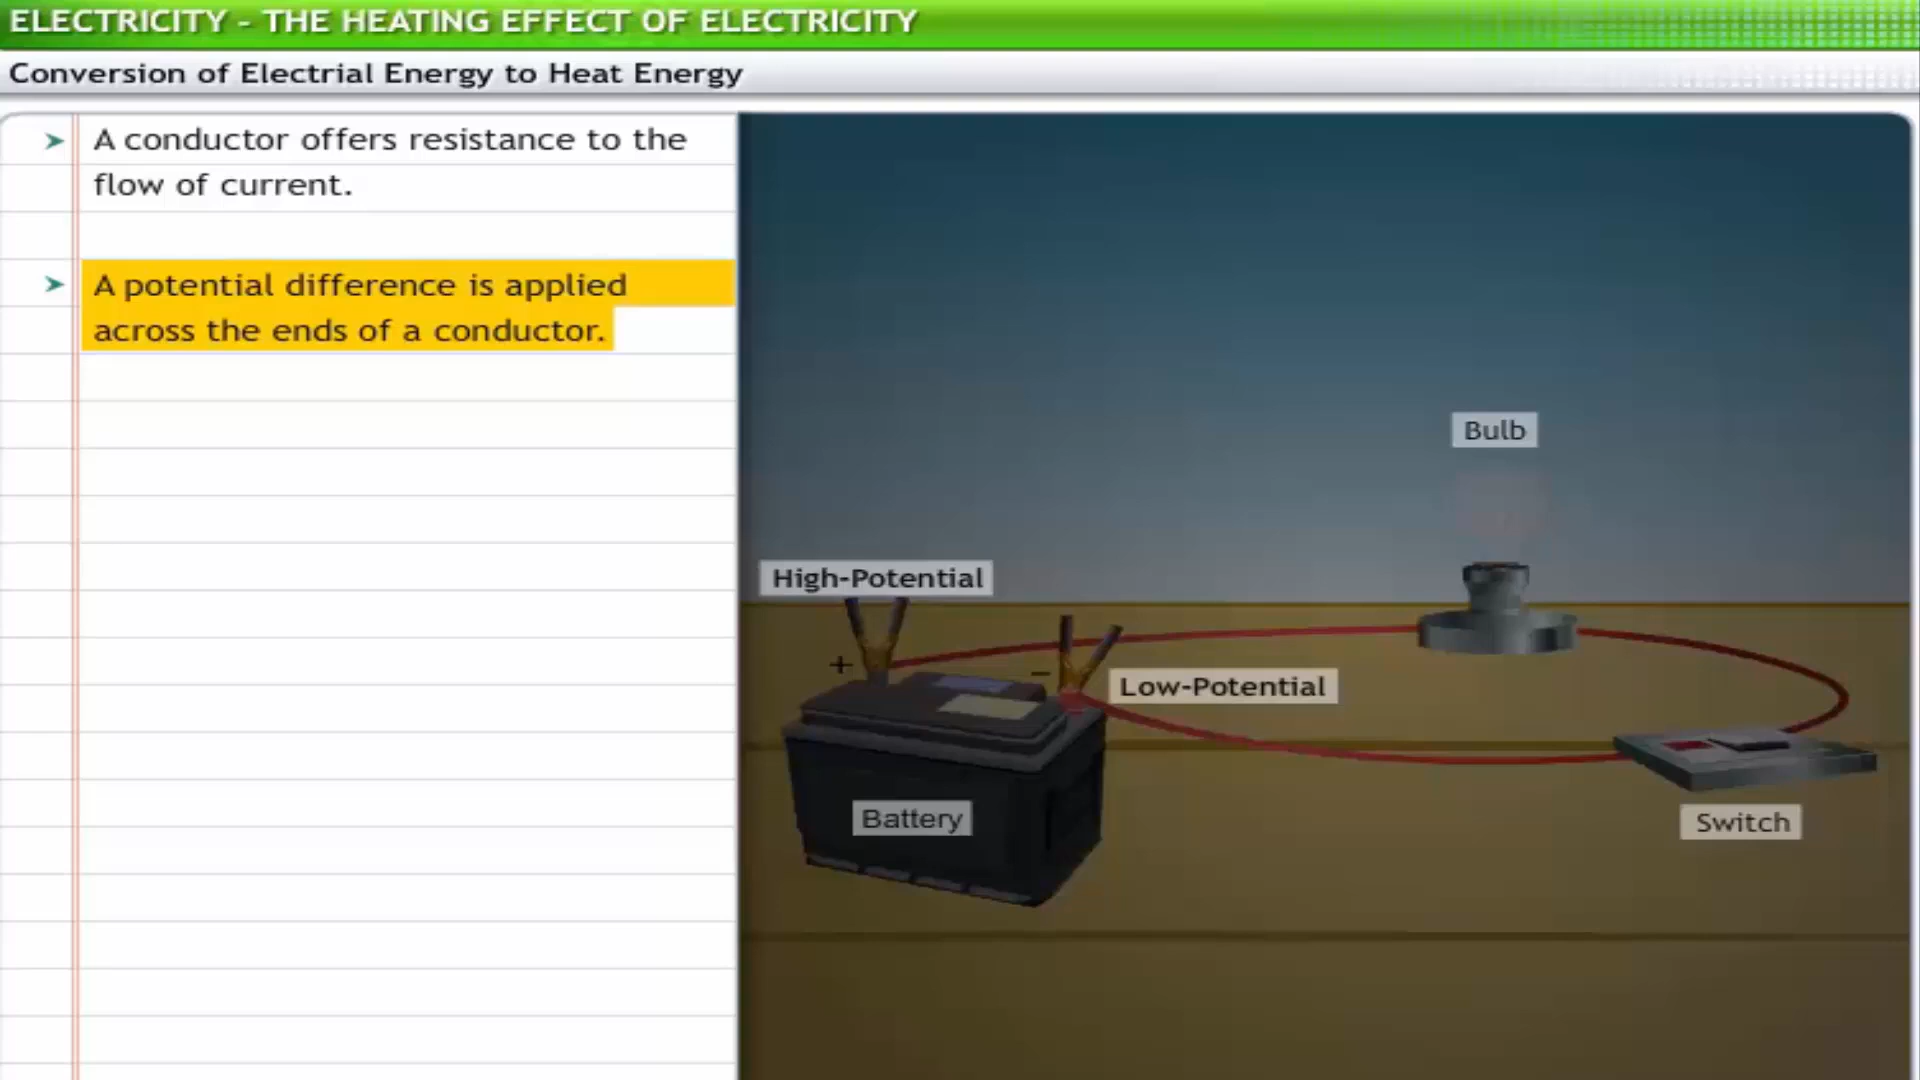 ELECTRICITY - THE HEATING EFFECT OF ELECTRICITY
Conversion of Electrial Energy to Heat Energy
➤ A conductor offers resistance to the
flow of current.
➤ A potential difference is applied
across the ends of a conductor.
Bulb
High-Potential
+
–
Low-Potential
Battery
Switch